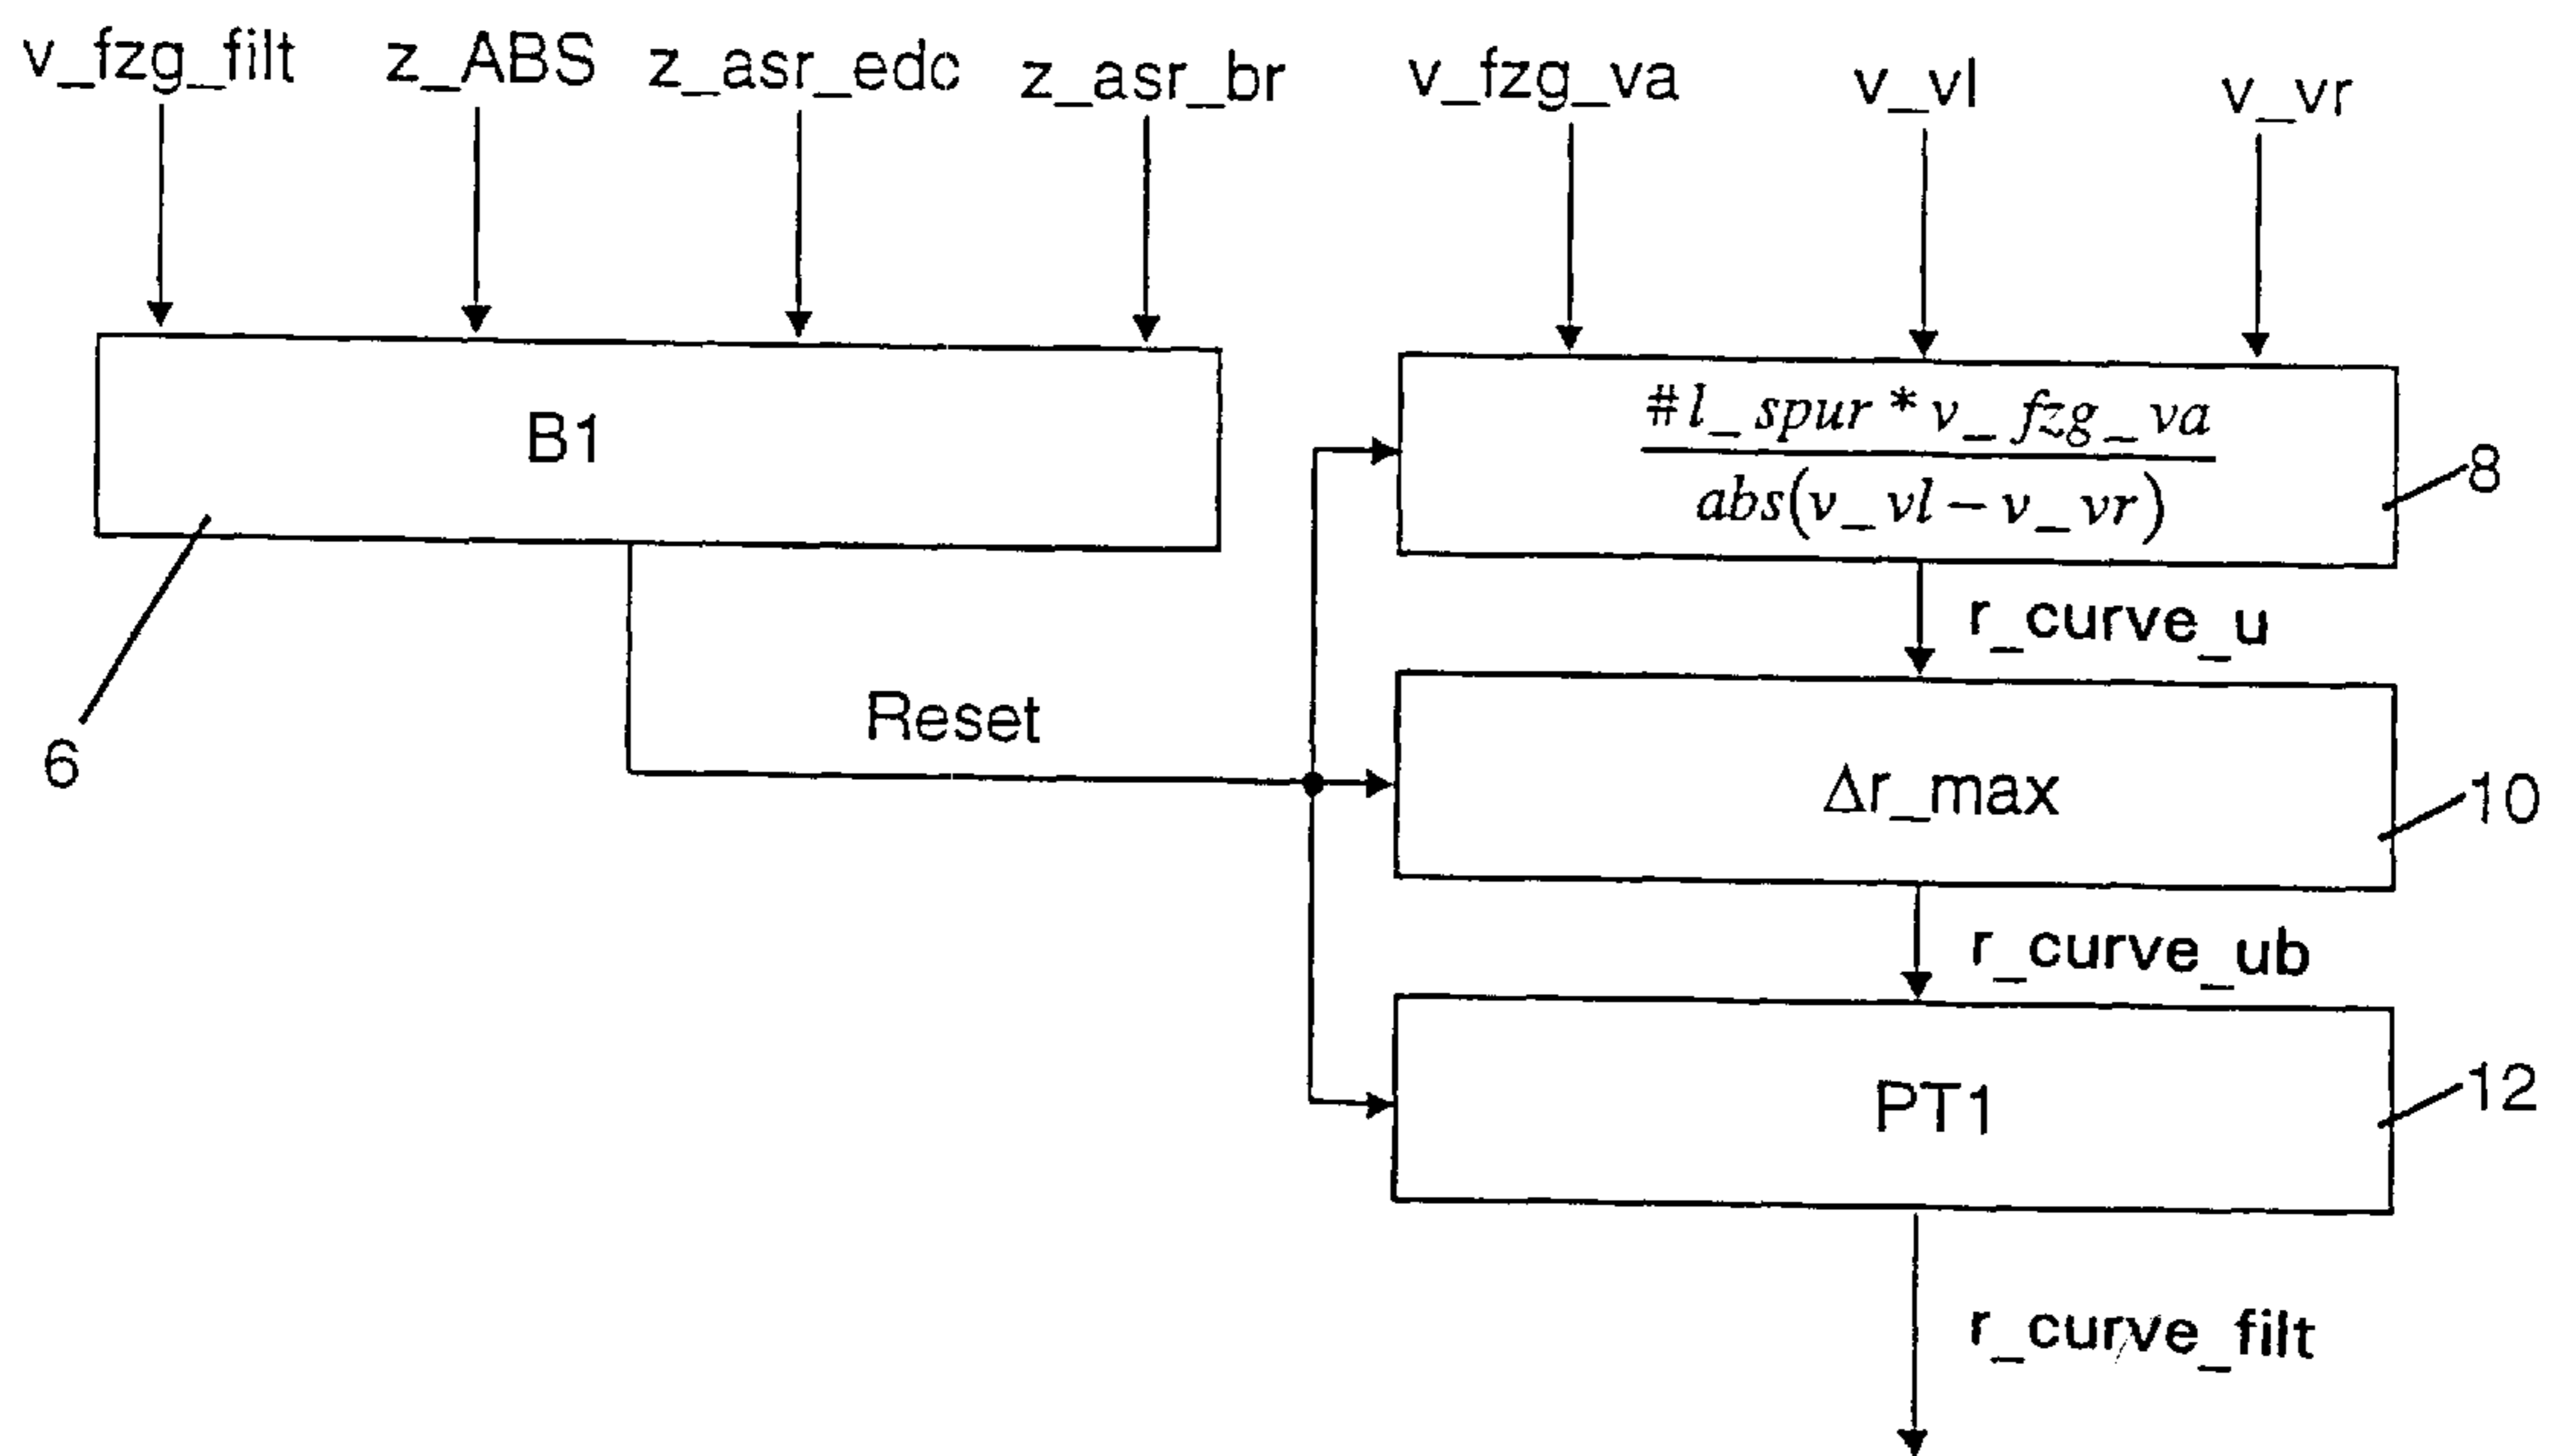 v_fzg_filt z_ABS z_asr_edc z_asr_br v_fzg_va v_vl v_vr
B1
#l_spur * v_fzg_va
abs(v_vl – v_vr)
8
r_curve_u
6
Reset
Δr_max
10
r_curve_ub
PT1
12
r_curve_filt